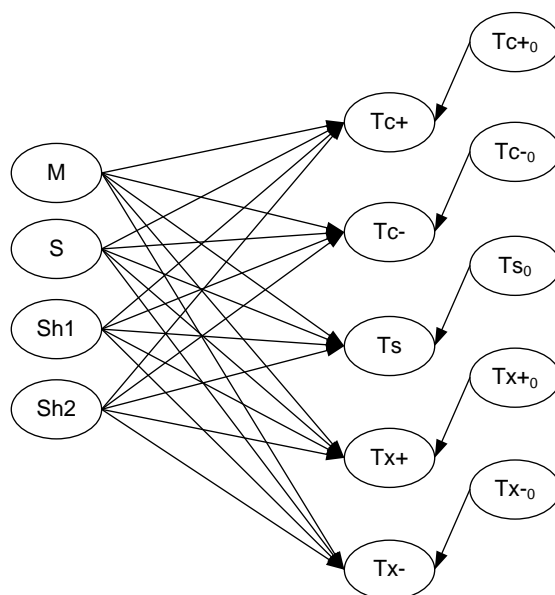 M
S
Sh1
Sh2
Tc+
Tc-
Ts
Tx+
Tx-
Tc+₀
Tc-₀
Ts₀
Tx+₀
Tx-₀